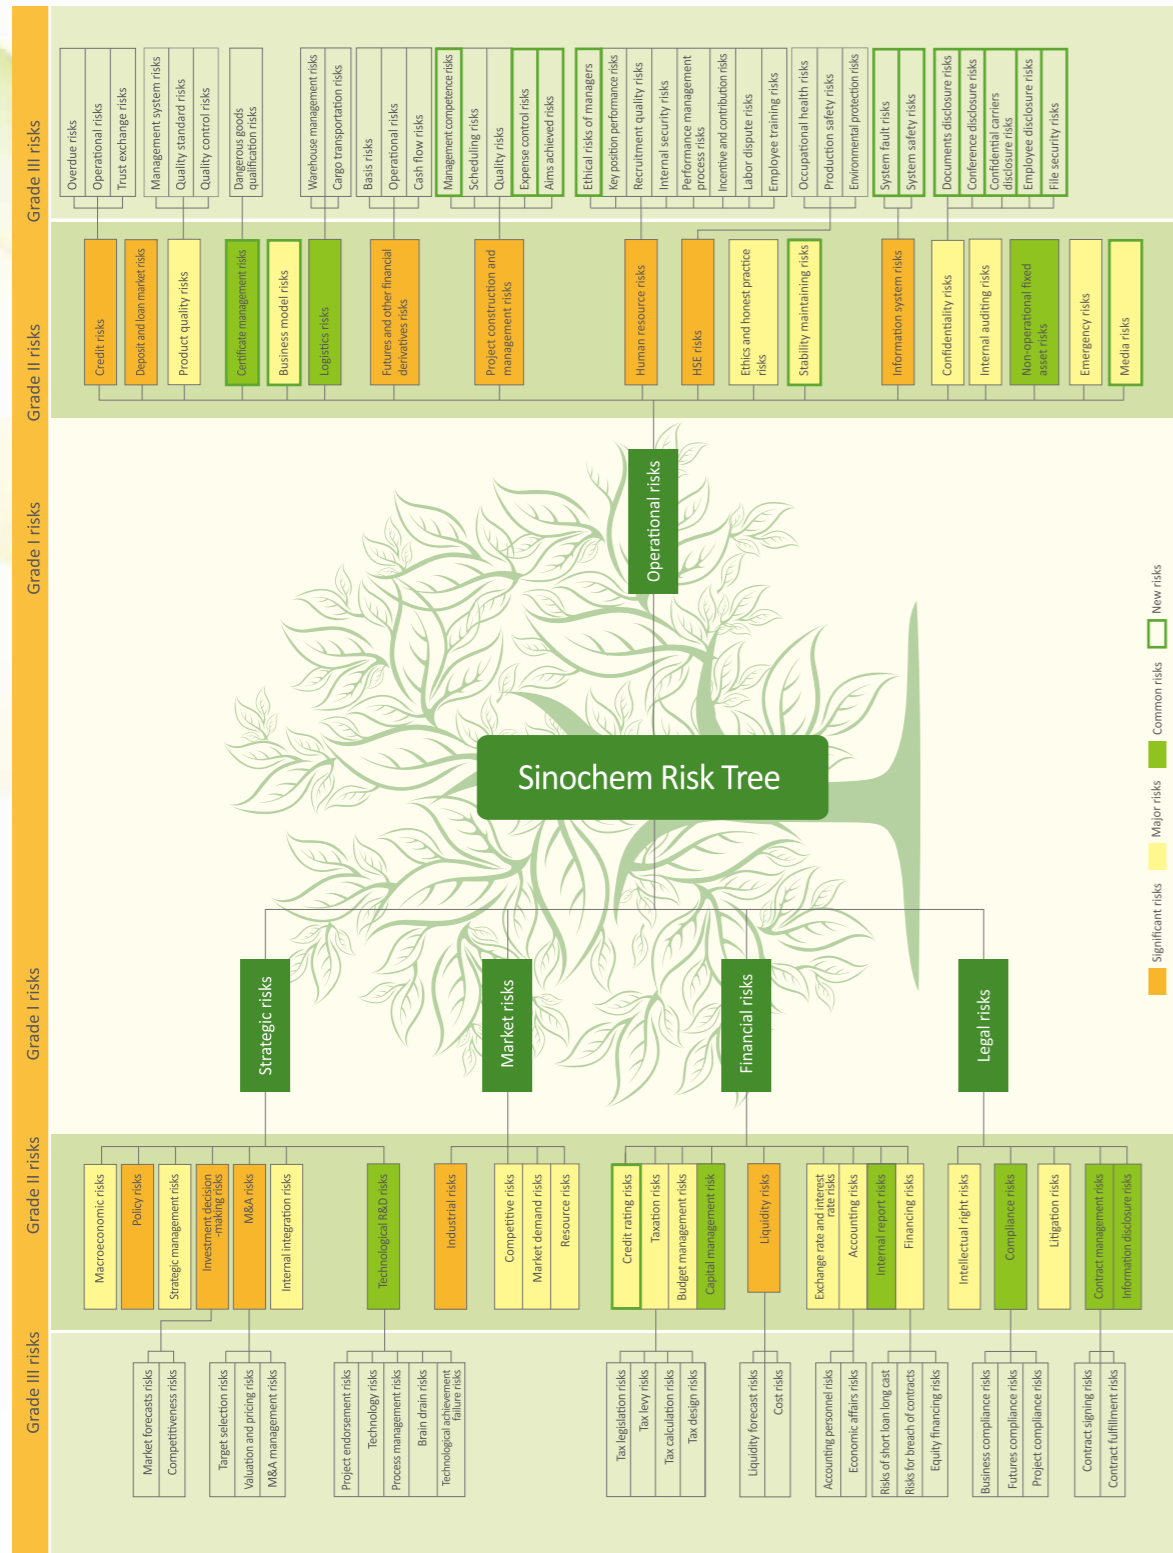 Grade III risks
Grade II risks
Grade I risks
Grade I risks
Grade II risks
Grade III risks
Sinochem Risk Tree
Strategic risks
Macroeconomic risks
Policy risks
Strategic management risks
Investment decision
-making risks
M&A risks
Internal integration risks
Technological R&D risks
Market forecasts risks
Competitiveness risks
Target selection risks
Valuation and pricing risks
M&A management risks
Project endorsement risks
Technology risks
Process management risks
Brain drain risks
Technological achievement
failure risks
Market risks
Industrial risks
Competitive risks
Market demand risks
Resource risks
Financial risks
Credit rating risks
Taxation risks
Budget management risks
Capital management risk
Liquidity risks
Exchange rate and interest
rate risks
Accounting risks
Internal report risks
Financing risks
Tax legislation risks
Tax levy risks
Tax calculation risks
Tax design risks
Liquidity forecast risks
Cost risks
Accounting personnel risks
Economic affairs risks
Risks of short loan long cast
Risks for breach of contracts
Equity financing risks
Legal risks
Intellectual right risks
Compliance risks
Litigation risks
Contract management risks
Information disclosure risks
Business compliance risks
Futures compliance risks
Project compliance risks
Contract signing risks
Contract fulfillment risks
Operational risks
Credit risks
Deposit and loan market risks
Product quality risks
Certificate management risks
Business model risks
Logistics risks
Futures and other financial
derivatives risks
Project construction and
management risks
Human resource risks
HSE risks
Ethics and honest practice
risks
Stability maintaining risks
Information system risks
Confidentiality risks
Internal auditing risks
Non-operational fixed
asset risks
Emergency risks
Media risks
Overdue risks
Operational risks
Trust exchange risks
Management system risks
Quality standard risks
Quality control risks
Dangerous goods
qualification risks
Warehouse management risks
Cargo transportation risks
Basis risks
Operational risks
Cash flow risks
Management competence risks
Scheduling risks
Quality risks
Expense control risks
Aims achieved risks
Ethical risks of managers
Key position performance risks
Recruitment quality risks
Internal security risks
Performance management
process risks
Incentive and contribution risks
Labor dispute risks
Employee training risks
Occupational health risks
Production safety risks
Environmental protection risks
System fault risks
System safety risks
Documents disclosure risks
Conference disclosure risks
Confidential carriers
disclosure risks
Employee disclosure risks
File security risks
Significant risks
Major risks
Common risks
New risks